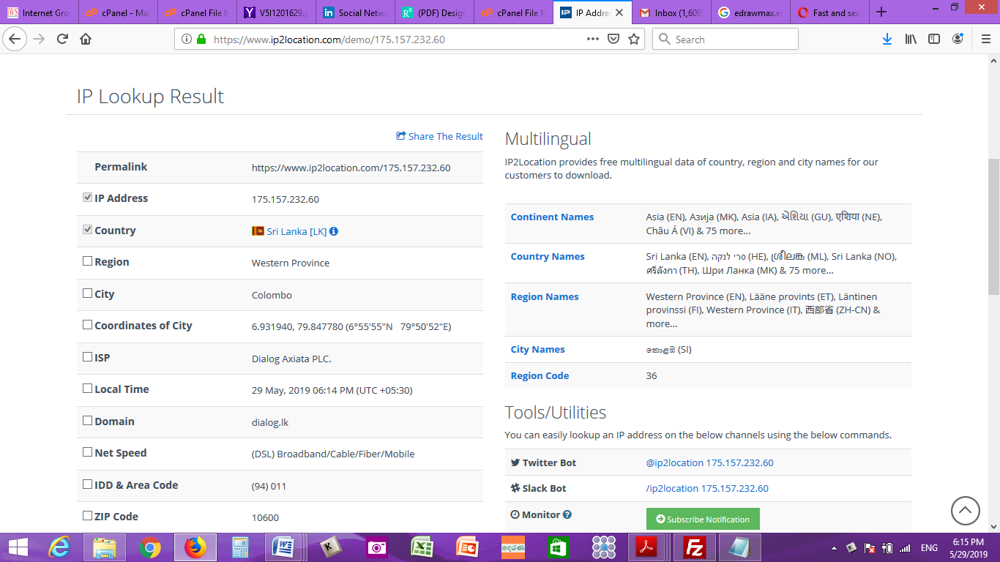 Internet Gro
cPanel - Ma
cPanel File M
V5I1201629.p
Social Netwo
(PDF) Design
cPanel File M
IP Addre
Inbox (1,609)
edrawmax.e
Fast and sec
https://www.ip2location.com/demo/175.157.232.60
Search
IP Lookup Result
Share The Result
Permalink https://www.ip2location.com/175.157.232.60
IP Address 175.157.232.60
Country Sri Lanka [LK]
Region Western Province
City Colombo
Coordinates of City 6.931940, 79.847780 (6°55'55"N 79°50'52"E)
ISP Dialog Axiata PLC.
Local Time 29 May, 2019 06:14 PM (UTC +05:30)
Domain dialog.lk
Net Speed (DSL) Broadband/Cable/Fiber/Mobile
IDD & Area Code (94) 011
ZIP Code 10600
Multilingual
IP2Location provides free multilingual data of country, region and city names for our
customers to download.
Continent Names Asia (EN), Азија (MK), Asia (IA), એશિયા (GU), एशिया (NE),
Châu Á (VI) & 75 more...
Country Names Sri Lanka (EN), סרי לנקה (HE), ശ്രീലങ്ക (ML), Sri Lanka (NO),
ศรีลังกา (TH), Шри Ланка (MK) & 75 more...
Region Names Western Province (EN), Lääne provints (ET), Läntinen
provinssi (FI), Western Province (IT), 西部省 (ZH-CN) &
more...
City Names කොළඹ (SI)
Region Code 36
Tools/Utilities
You can easily lookup an IP address on the below channels using the below commands.
Twitter Bot @ip2location 175.157.232.60
Slack Bot /ip2location 175.157.232.60
Monitor Subscribe Notification
අදරණ
ENG
6:15 PM
5/29/2019